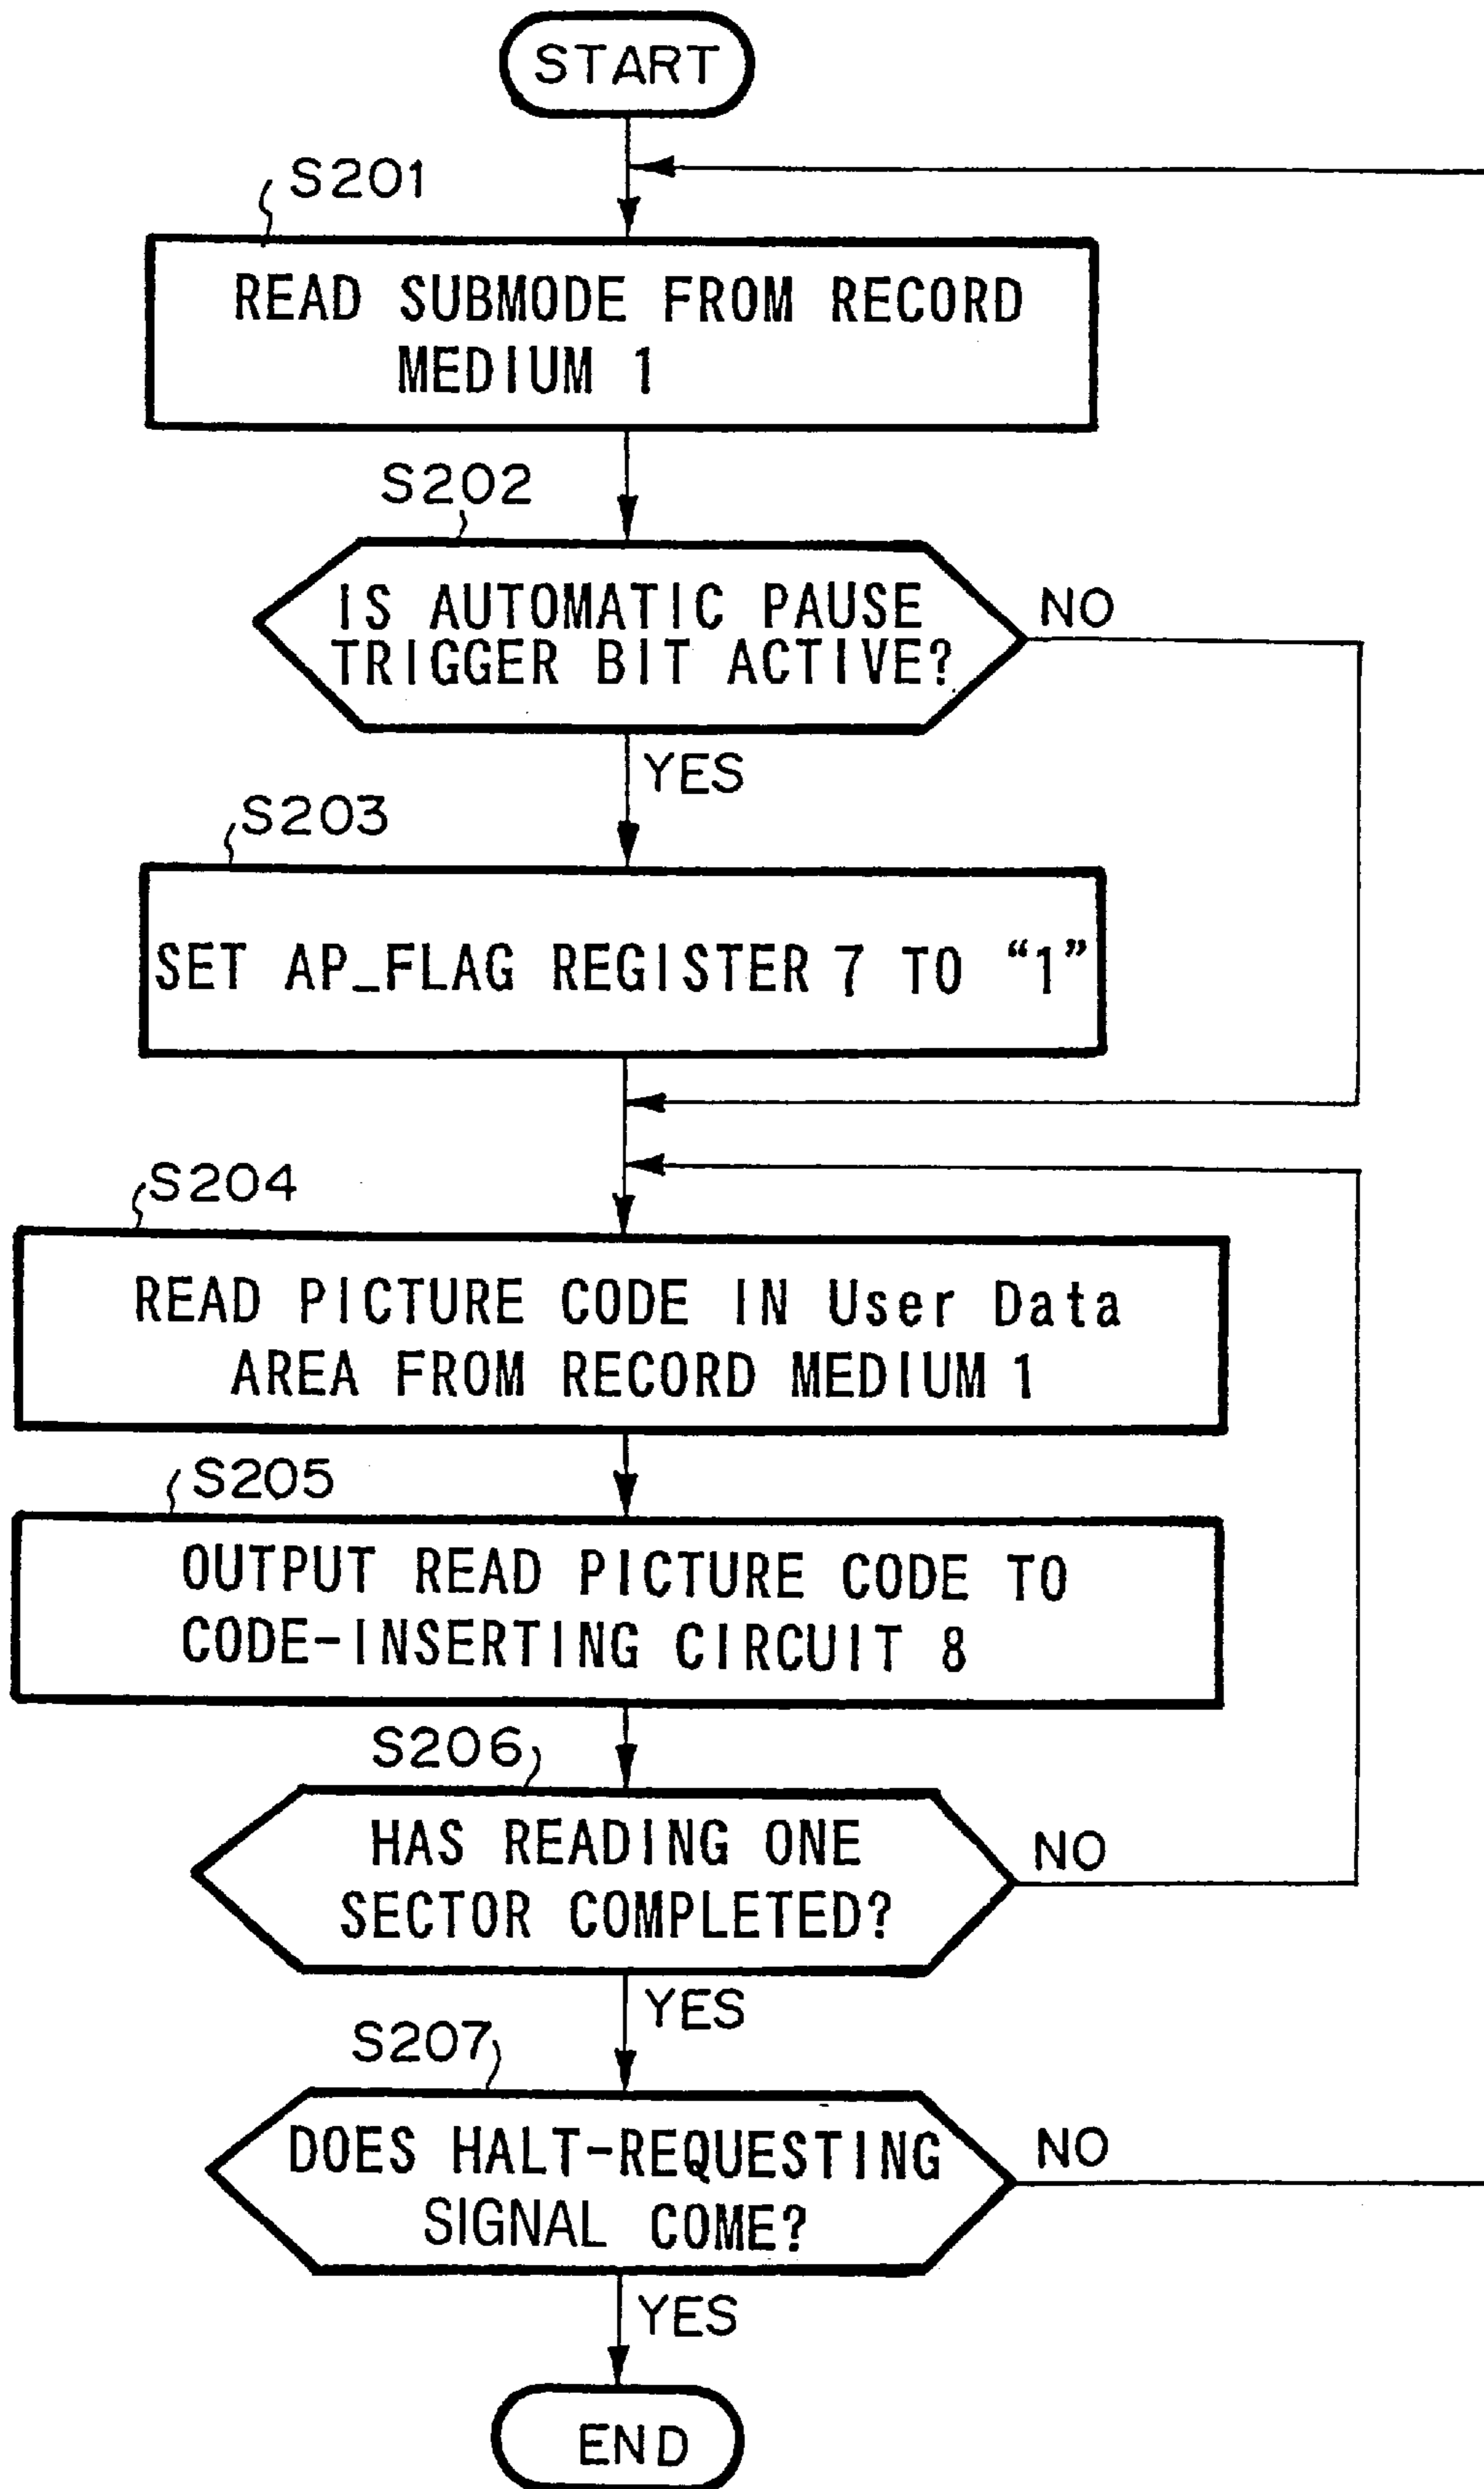 START
S201
READ SUBMODE FROM RECORD
MEDIUM 1
S202
IS AUTOMATIC PAUSE
TRIGGER BIT ACTIVE?
NO
YES
S203
SET AP_FLAG REGISTER 7 TO “1”
S204
READ PICTURE CODE IN User Data
AREA FROM RECORD MEDIUM 1
S205
OUTPUT READ PICTURE CODE TO
CODE-INSERTING CIRCUIT 8
S206
HAS READING ONE
SECTOR COMPLETED?
NO
YES
S207
DOES HALT-REQUESTING
SIGNAL COME?
NO
YES
END